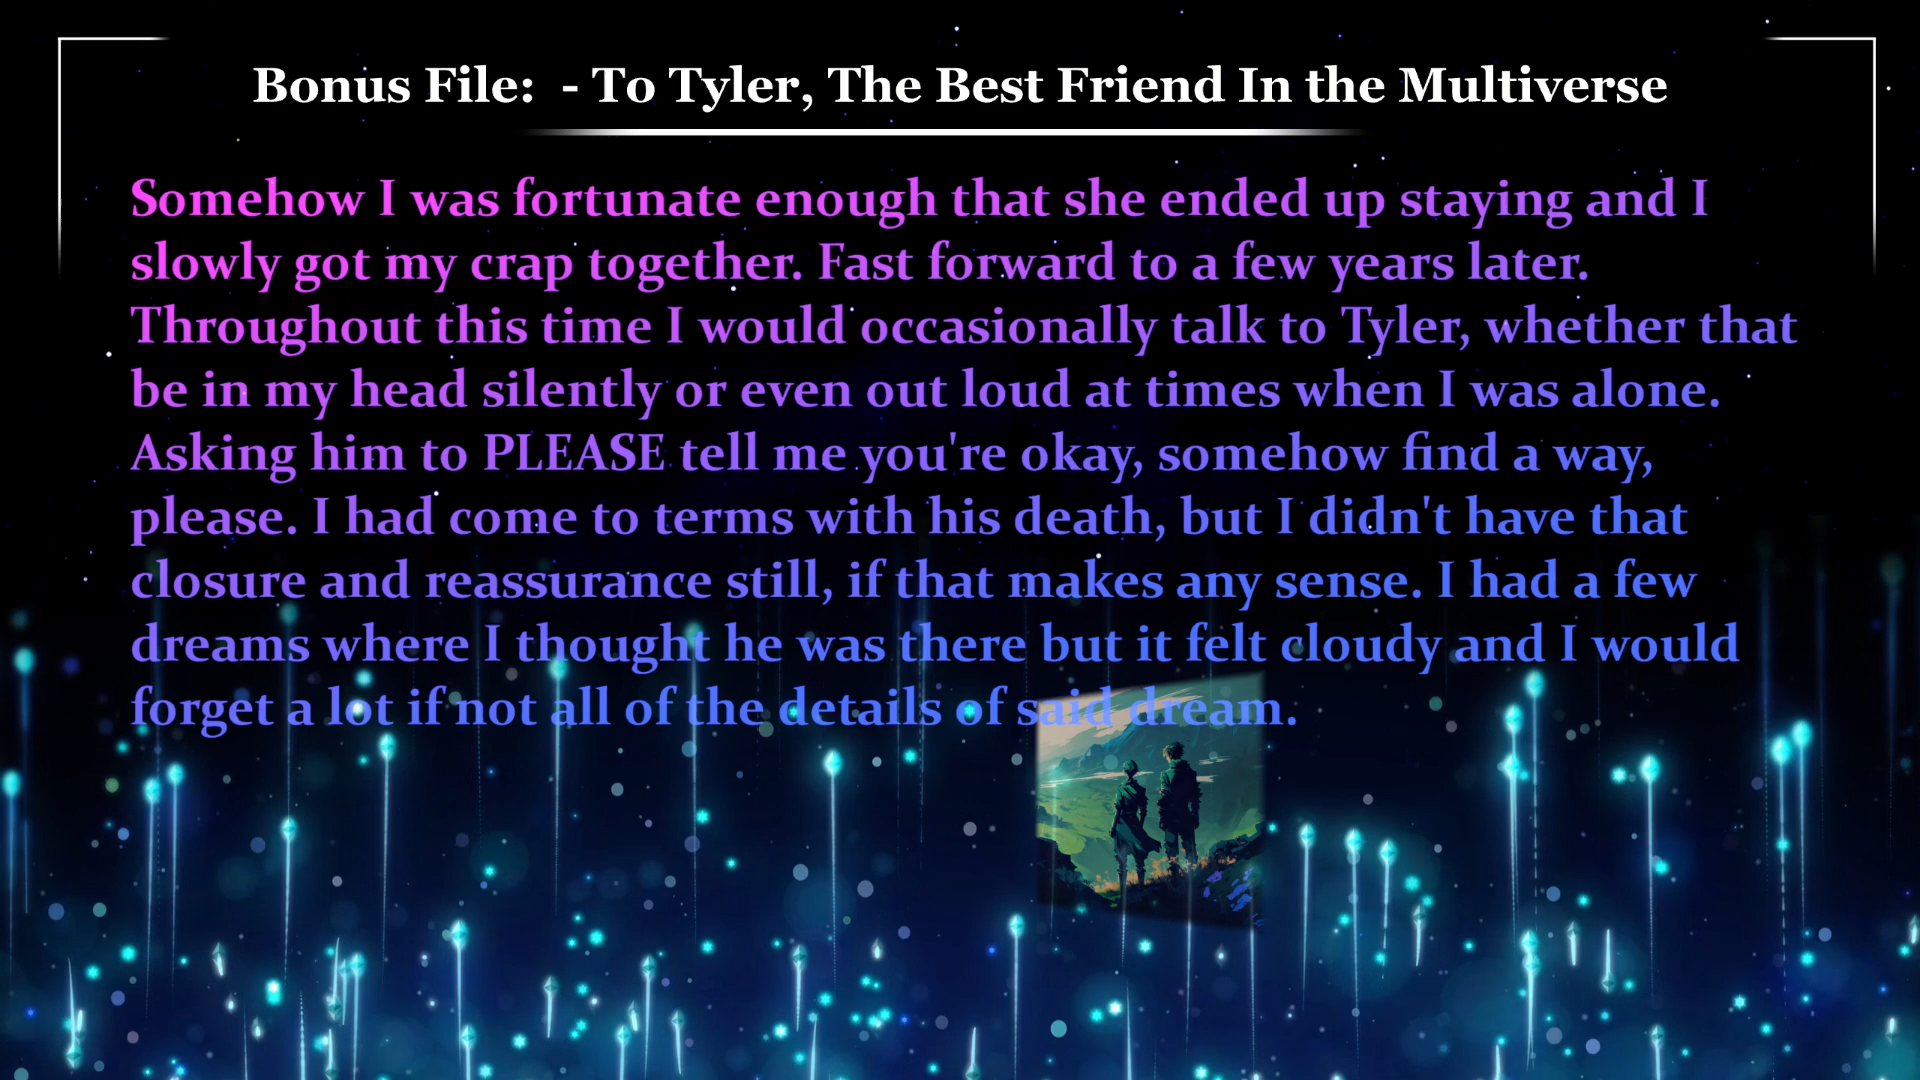 Bonus File:  - To Tyler, The Best Friend In the Multiverse
Somehow I was fortunate enough that she ended up staying and I
slowly got my crap together. Fast forward to a few years later.
Throughout this time I would occasionally talk to Tyler, whether that
be in my head silently or even out loud at times when I was alone.
Asking him to PLEASE tell me you're okay, somehow find a way,
please. I had come to terms with his death, but I didn't have that
closure and reassurance still, if that makes any sense. I had a few
dreams where I thought he was there but it felt cloudy and I would
forget a lot if not all of the details of said dream.